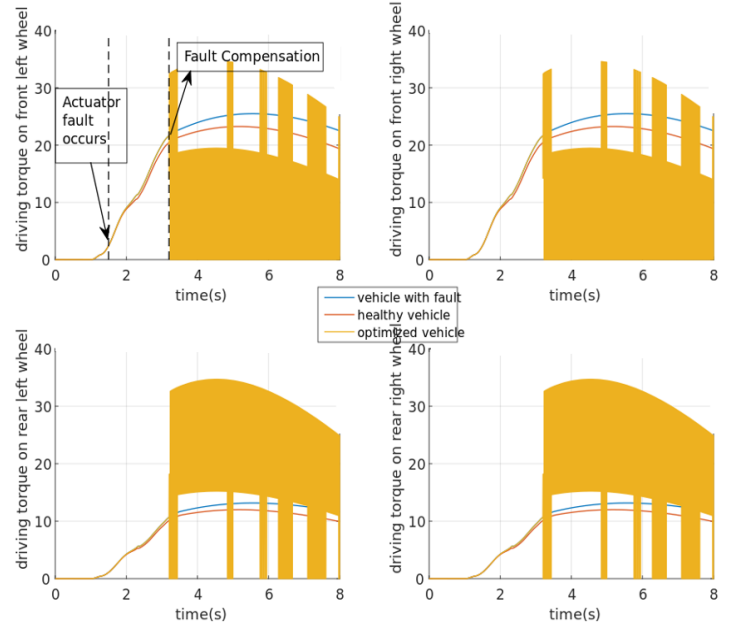 driving torque on front left wheel
40
30
20
10
0
Actuator
fault
occurs
Fault Compensation
0 2 4 6 8
time(s)
driving torque on front right wheel
40
30
20
10
0
0 2 4 6 8
time(s)
vehicle with fault
healthy vehicle
optimized vehicle
driving torque on rear left wheel
40
30
20
10
0
0 2 4 6 8
time(s)
driving torque on rear right wheel
40
30
20
10
0
0 2 4 6 8
time(s)